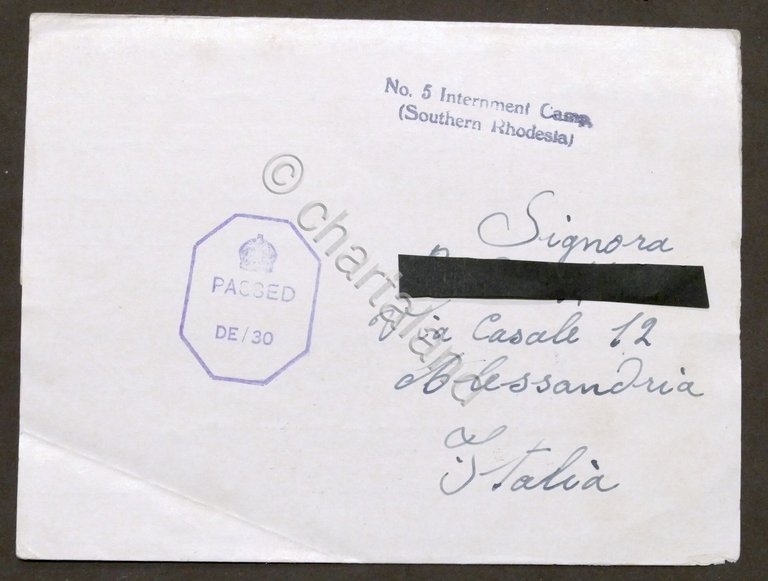 No. 5 Internment Camp
(Southern Rhodesia)
© chartaland
PASSED
DE/30
Signora
Via Casale 12
Alessandria
Italia